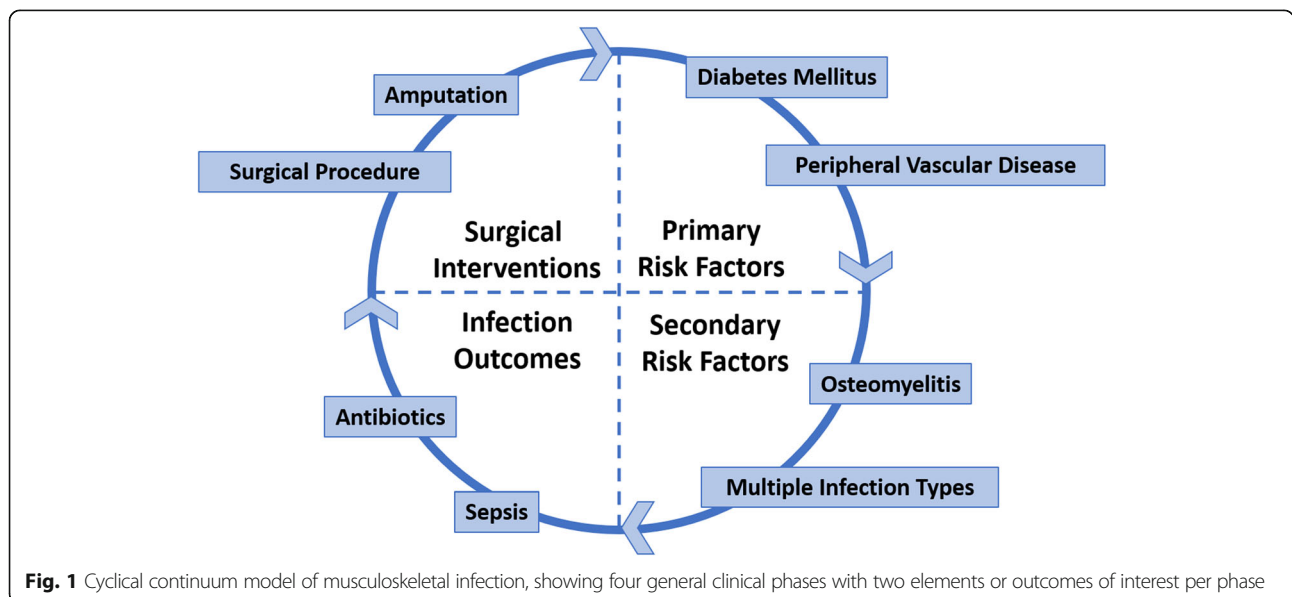 Amputation
Diabetes Mellitus
Surgical Procedure
Peripheral Vascular Disease
Surgical
Interventions
Primary
Risk Factors
Infection
Outcomes
Secondary
Risk Factors
Osteomyelitis
Antibiotics
Multiple Infection Types
Sepsis
Fig. 1 Cyclical continuum model of musculoskeletal infection, showing four general clinical phases with two elements or outcomes of interest per phase